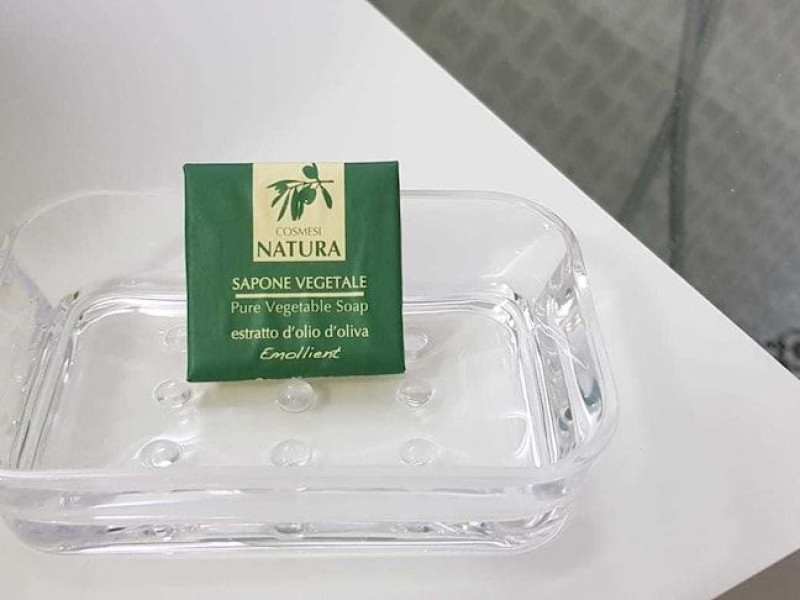 COSMESI
NATURA
SAPONE VEGETALE
Pure Vegetable Soap
estratto d'olio d'oliva
Emollient